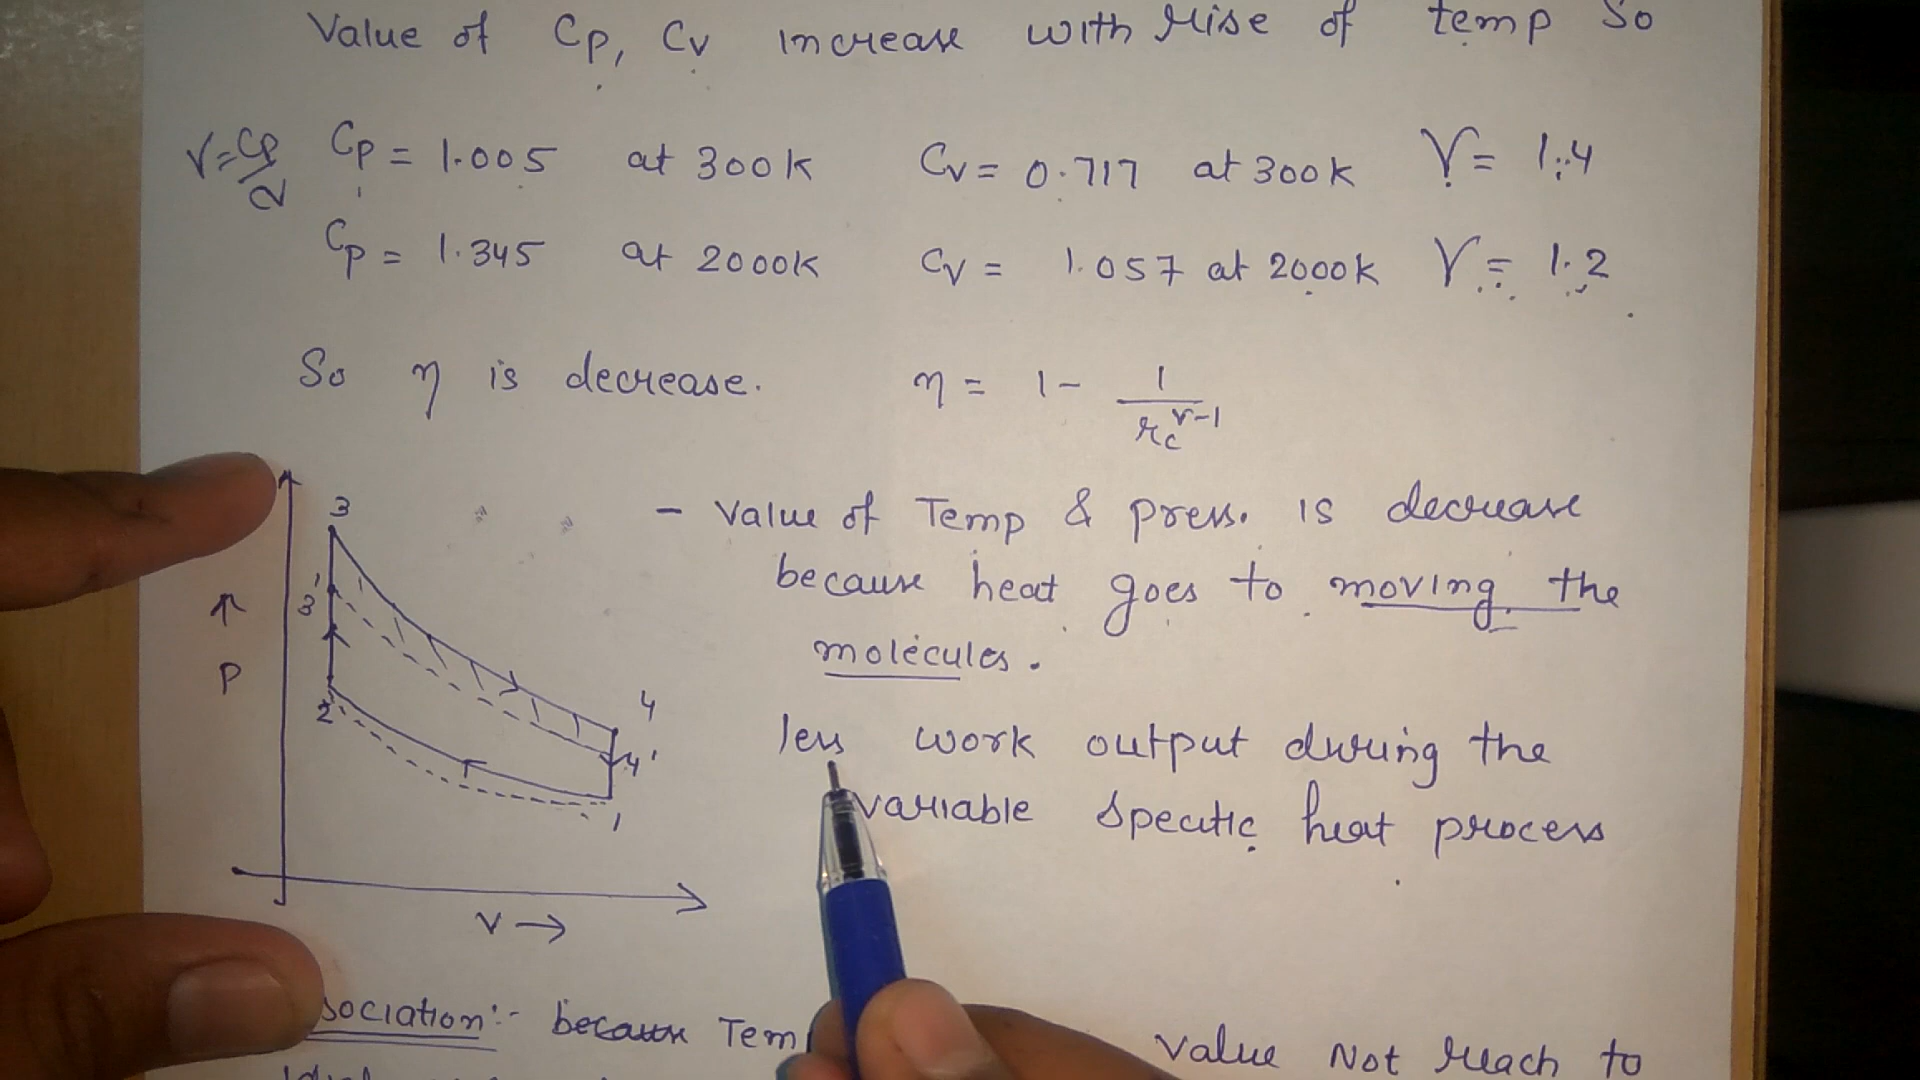 Value of Cp, Cv increase with rise of temp so
γ = Cp/Cv Cp = 1.005 at 300k Cv = 0.717 at 300k γ = 1.4
Cp = 1.345 at 2000k Cv = 1.057 at 2000k γ = 1.2
So η is decrease. η = 1 - 1/rc^γ-1
3
3'
2
4
4'
1
P
V →
- Value of Temp & press. is decrease
because heat goes to moving the
molecules.
less work output during the
variable specific heat process
sociation:- because Tem
Value Not reach to